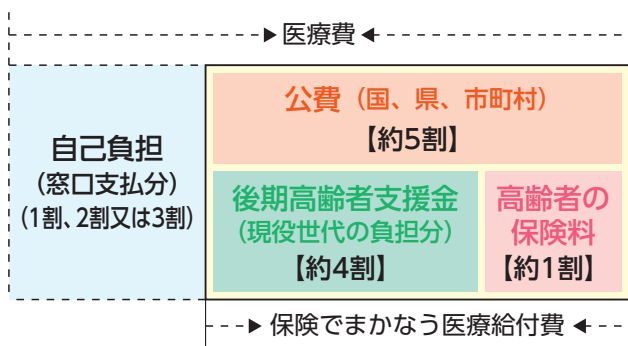 医療費
自己負担
(窓口支払分)
(1割、2割又は3割)
公費(国、県、市町村)
【約5割】
後期高齢者支援金
(現役世代の負担分)
【約4割】
高齢者の
保険料
【約1割】
保険でまかなう医療給付費